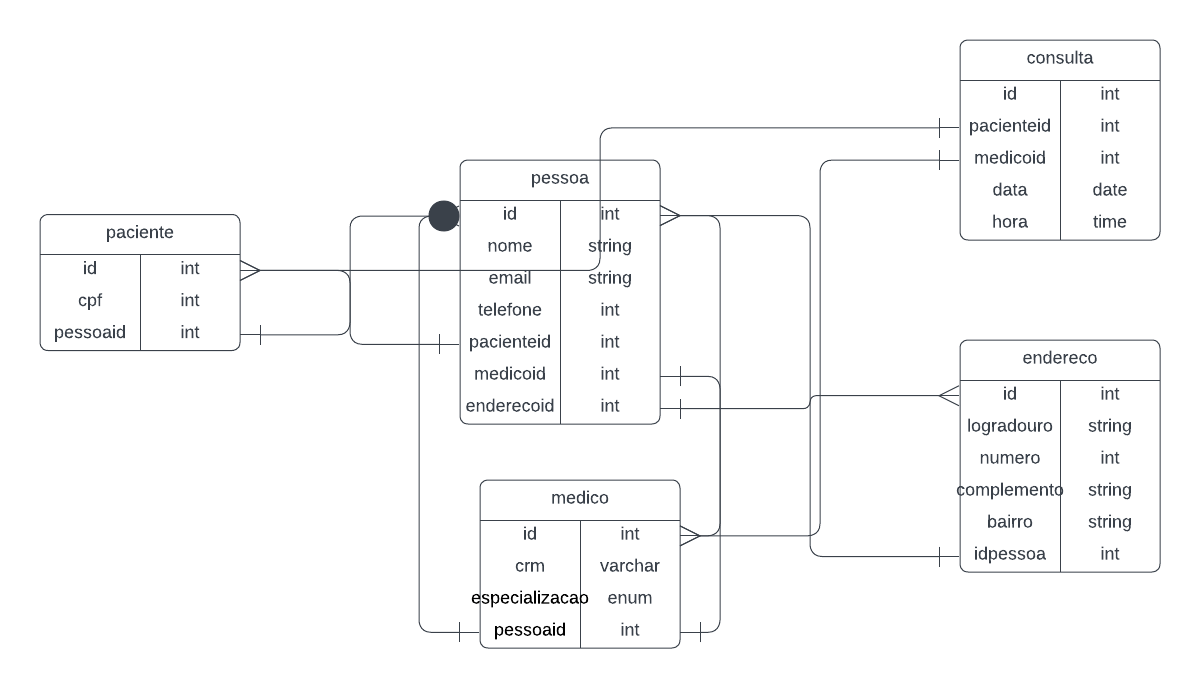 consulta
id int
pacienteid int
medicoid int
data date
hora time
pessoa
id int
nome string
email string
telefone int
pacienteid int
medicoid int
enderecoid int
paciente
id int
cpf int
pessoaid int
endereco
id int
logradouro string
numero int
complemento string
bairro string
idpessoa int
medico
id int
crm varchar
especializacao enum
pessoaid int